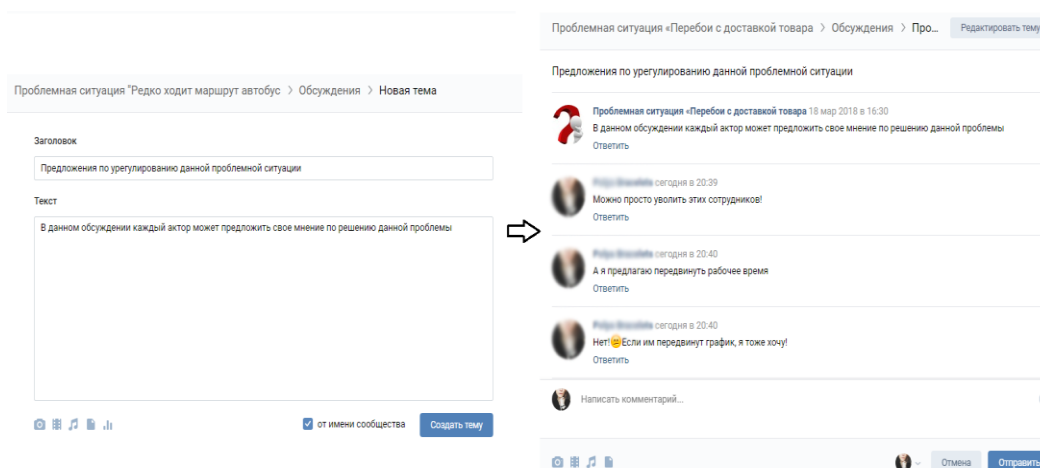 Проблемная ситуация "Редко ходит маршрут автобус > Обсуждения > Новая тема
Заголовок
Предложения по урегулированию данной проблемной ситуации
Текст
В данном обсуждении каждый актор может предложить свое мнение по решению данной проблемы
от имени сообщества
Создать тему
Проблемная ситуация «Перебои с доставкой товара > Обсуждения > Про... Редактировать тему
Предложения по урегулированию данной проблемной ситуации
Проблемная ситуация «Перебои с доставкой товара 18 мар 2018 в 16:30
В данном обсуждении каждый актор может предложить свое мнение по решению данной проблемы
Ответить
сегодня в 20:39
Можно просто уволить этих сотрудников!
Ответить
сегодня в 20:40
А я предлагаю передвинуть рабочее время
Ответить
сегодня в 20:40
Нет!😕Если им передвинут график, я тоже хочу!
Ответить
Написать комментарий...
Отмена
Отправить